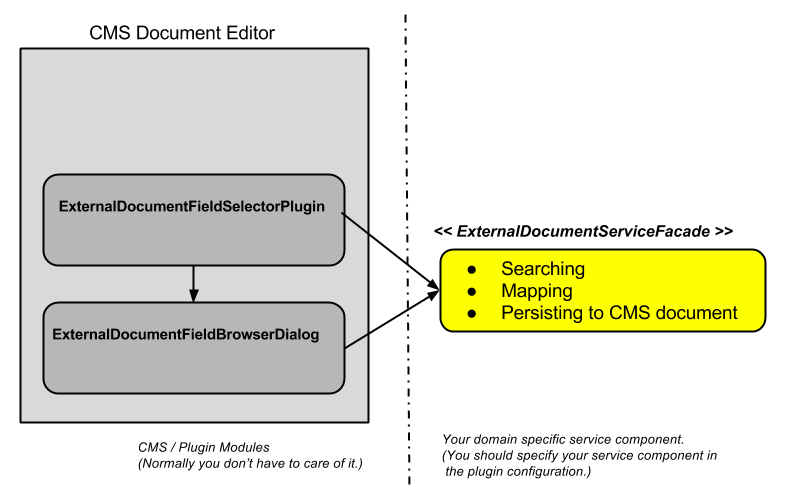 CMS Document Editor
ExternalDocumentFieldSelectorPlugin
ExternalDocumentFieldBrowserDialog
CMS / Plugin Modules
(Normally you don't have to care of it.)
<< ExternalDocumentServiceFacade >>
● Searching
● Mapping
● Persisting to CMS document
Your domain specific service component.
(You should specify your service component in
the plugin configuration.)